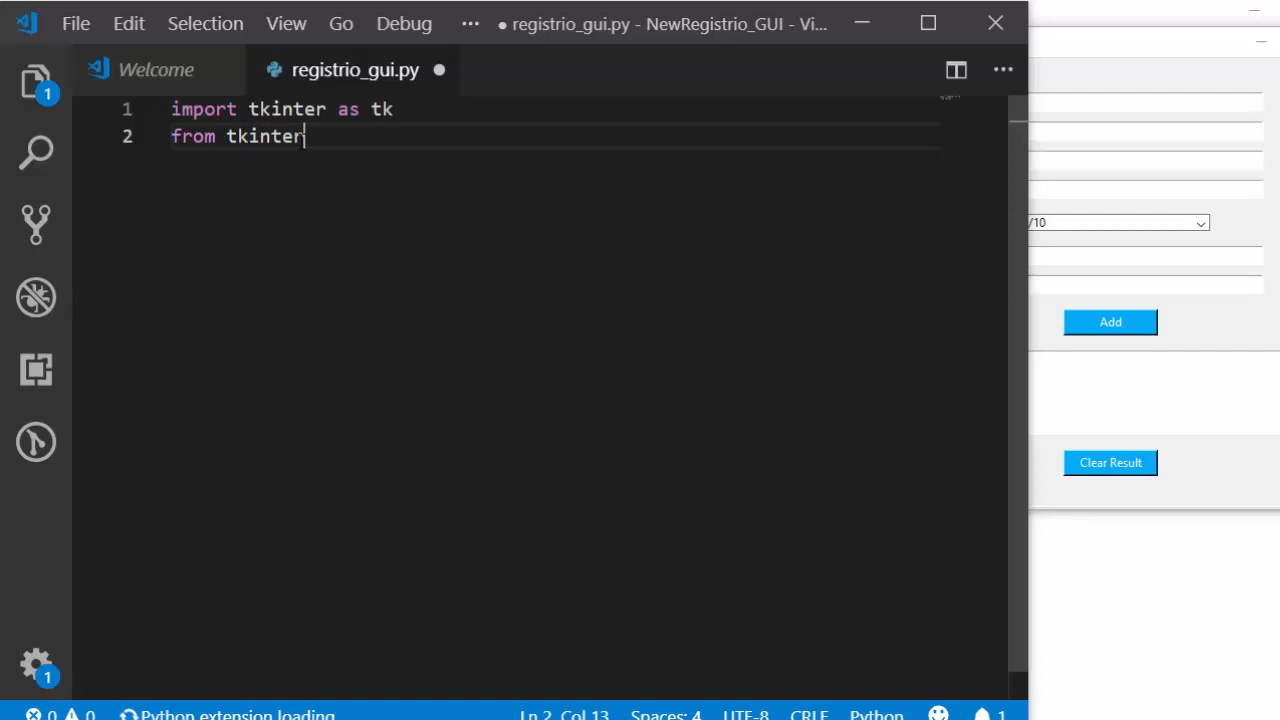 File Edit Selection View Go Debug ··· ● registrio_gui.py - NewRegistrio_GUI - Vi...
Welcome registrio_gui.py
1 import tkinter as tk
2 from tkinter
1
/10
Add
Clear Result
1
0 0 Python extension loading Ln 2, Col 13 Spaces: 4 UTF-8 CRLF Python 1